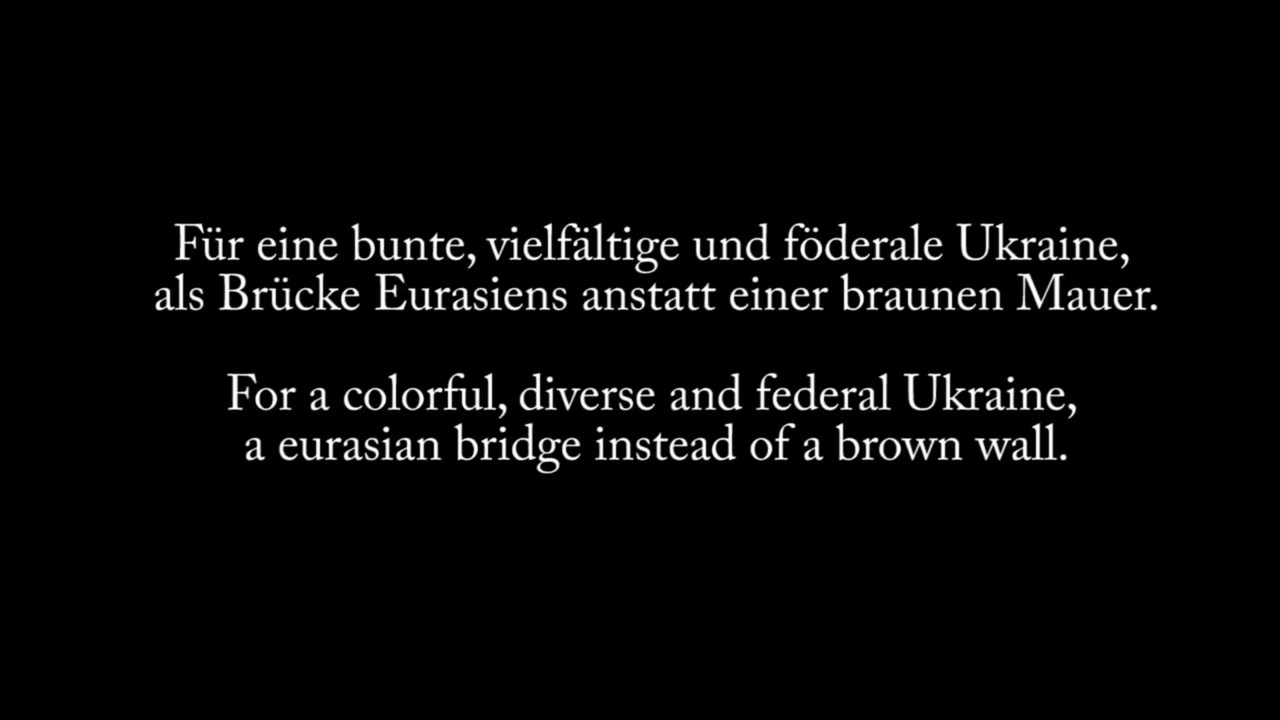 Für eine bunte, vielfältige und föderale Ukraine,
als Brücke Eurasiens anstatt einer braunen Mauer.
For a colorful, diverse and federal Ukraine,
a eurasian bridge instead of a brown wall.